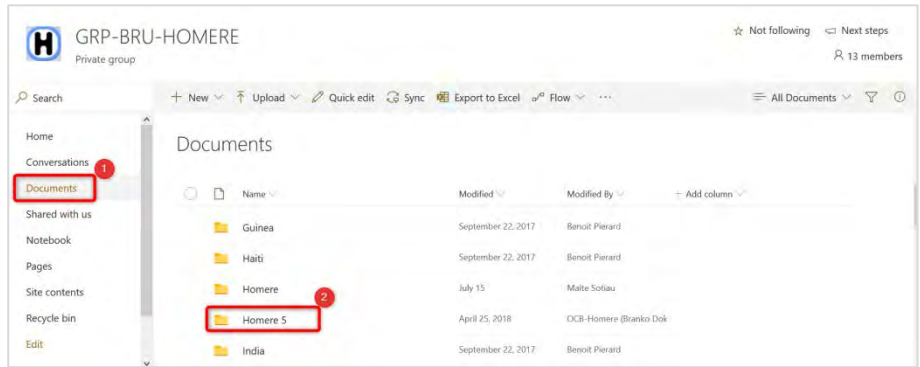 H GRP-BRU-HOMERE
Private group
Not following Next steps
13 members
Search
+ New Upload Quick edit Sync Export to Excel Flow ···
All Documents
Home
Conversations
1
Documents
Shared with us
Notebook
Pages
Site contents
Recycle bin
Edit
Documents
Name Modified Modified By + Add column
Guinea September 22, 2017 Benoit Pierard
Haiti September 22, 2017 Benoit Pierard
Homere July 15 Maite Sotiau
2
Homere 5 April 25, 2018 OCB-Homere (Branko Dok
India September 22, 2017 Benoit Pierard